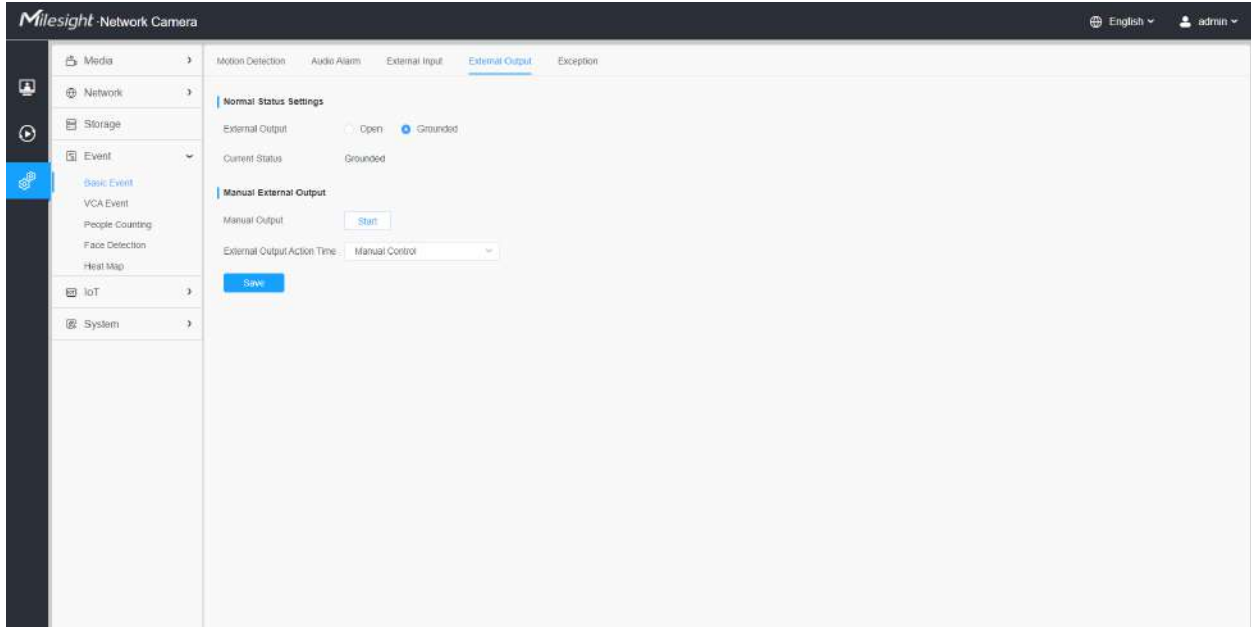 Milesight-Network Camera
English
admin
Media
Network
Storage
Event
Basic Event
VCA Event
People Counting
Face Detection
Heat Map
IoT
System
Motion Detection Audio Alarm External Input External Output Exception
Normal Status Settings
External Output Open Grounded
Current Status Grounded
Manual External Output
Manual Output Start
External Output Action Time Manual Control
Save